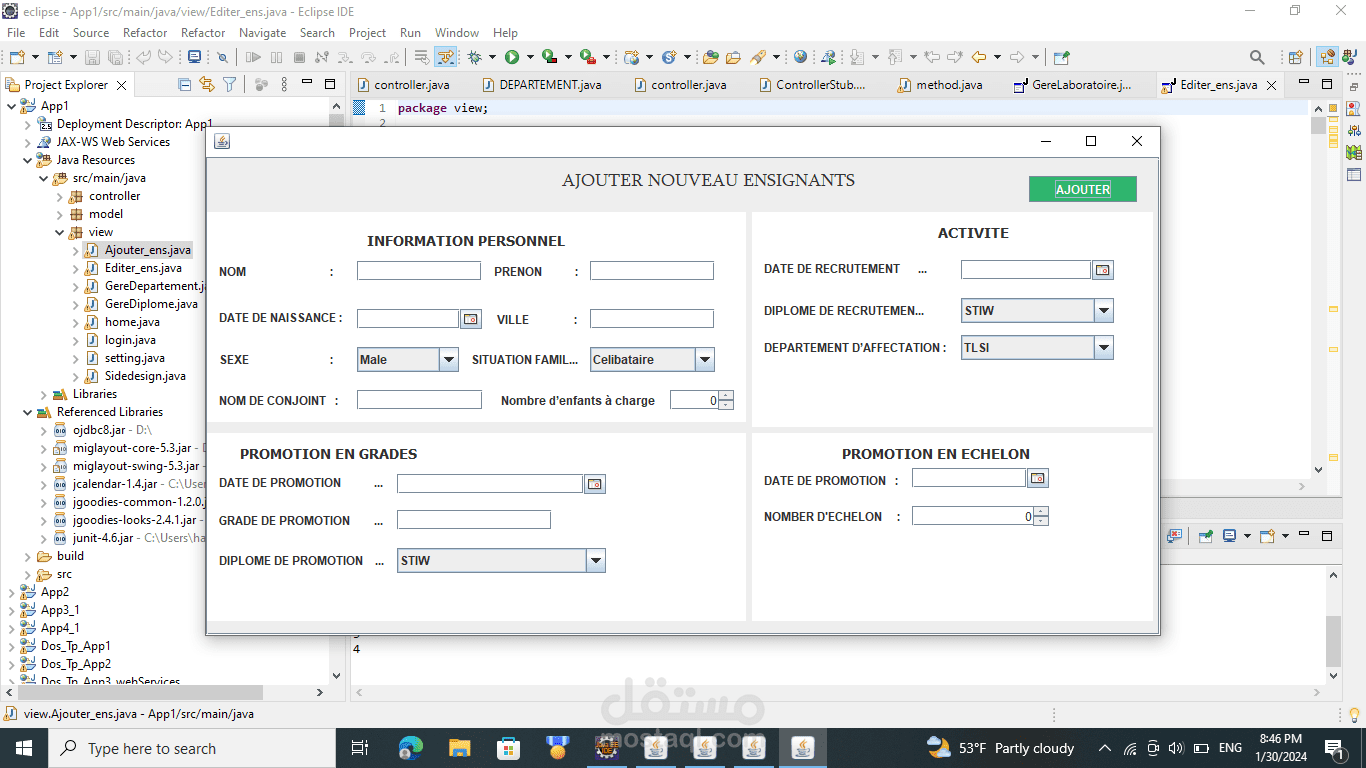 eclipse - App1/src/main/java/view/Editer_ens.java - Eclipse IDE
File Edit Source Refactor Refactor Navigate Search Project Run Window Help
Project Explorer
controller.java DEPARTEMENT.java controller.java ControllerStub.... method.java GereLaboratoire.j... Editer_ens.java
1 package view;
2
App1
Deployment Descriptor: App1
JAX-WS Web Services
Java Resources
src/main/java
controller
model
view
Ajouter_ens.java
Editer_ens.java
GereDepartement.ja
GereDiplome.java
home.java
login.java
setting.java
Sidedesign.java
Libraries
Referenced Libraries
ojdbc8.jar - D:\
miglayout-core-5.3.jar - D
miglayout-swing-5.3.jar -
jcalendar-1.4.jar - C:\User
jgoodies-common-1.2.0.j
jgoodies-looks-2.4.1.jar -
junit-4.6.jar - C:\Users\ha
build
src
App2
App3_1
App4_1
Dos_Tp_App1
Dos_Tp_App2
Dos_Tp_App3_webServices
AJOUTER NOUVEAU ENSIGNANTS
AJOUTER
INFORMATION PERSONNEL
NOM : PRENON :
DATE DE NAISSANCE : VILLE :
SEXE : Male SITUATION FAMIL... Celibataire
NOM DE CONJOINT : Nombre d'enfants à charge 0
ACTIVITE
DATE DE RECRUTEMENT ...
DIPLOME DE RECRUTEMEN... STIW
DEPARTEMENT D'AFFECTATION : TLSI
PROMOTION EN GRADES
DATE DE PROMOTION ...
GRADE DE PROMOTION ...
DIPLOME DE PROMOTION ... STIW
PROMOTION EN ECHELON
DATE DE PROMOTION :
NOMBER D'ECHELON : 0
4
view.Ajouter_ens.java - App1/src/main/java
مستقل
mostaql.com
Type here to search
53°F Partly cloudy
ENG
8:46 PM
1/30/2024
1